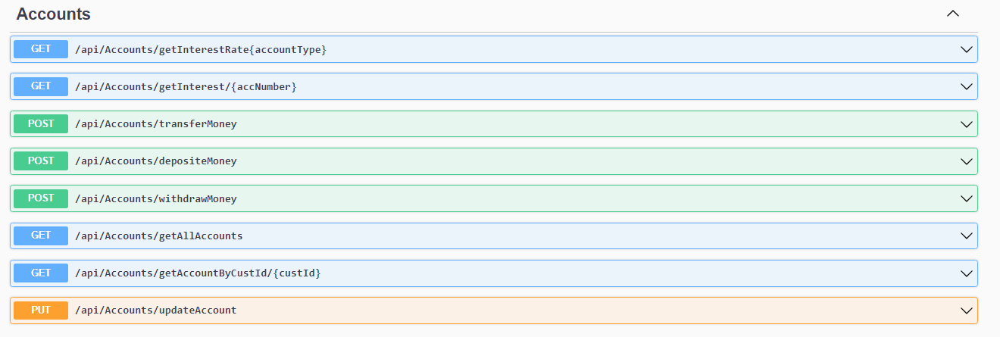 Accounts
GET /api/Accounts/getInterestRate{accountType}
GET /api/Accounts/getInterest/{accNumber}
POST /api/Accounts/transferMoney
POST /api/Accounts/depositeMoney
POST /api/Accounts/withdrawMoney
GET /api/Accounts/getAllAccounts
GET /api/Accounts/getAccountByCustId/{custId}
PUT /api/Accounts/updateAccount